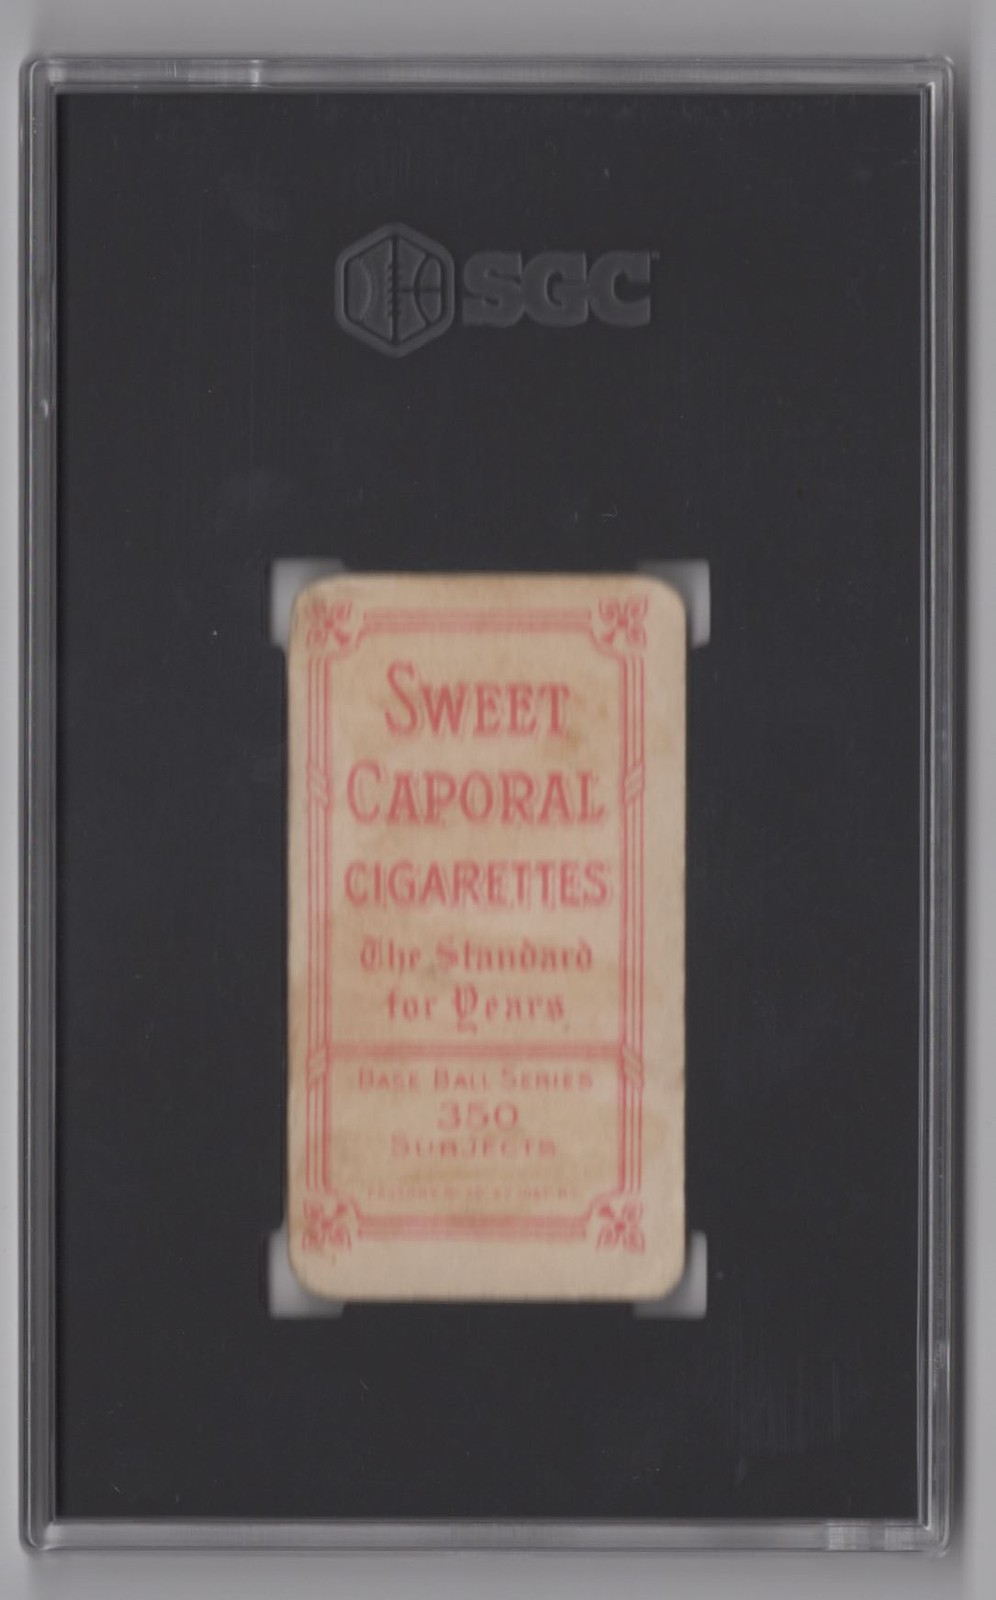 SGC
SWEET
CAPORAL
CIGARETTES
The Standard
for Years
BASE BALL SERIES
350
SUBJECTS